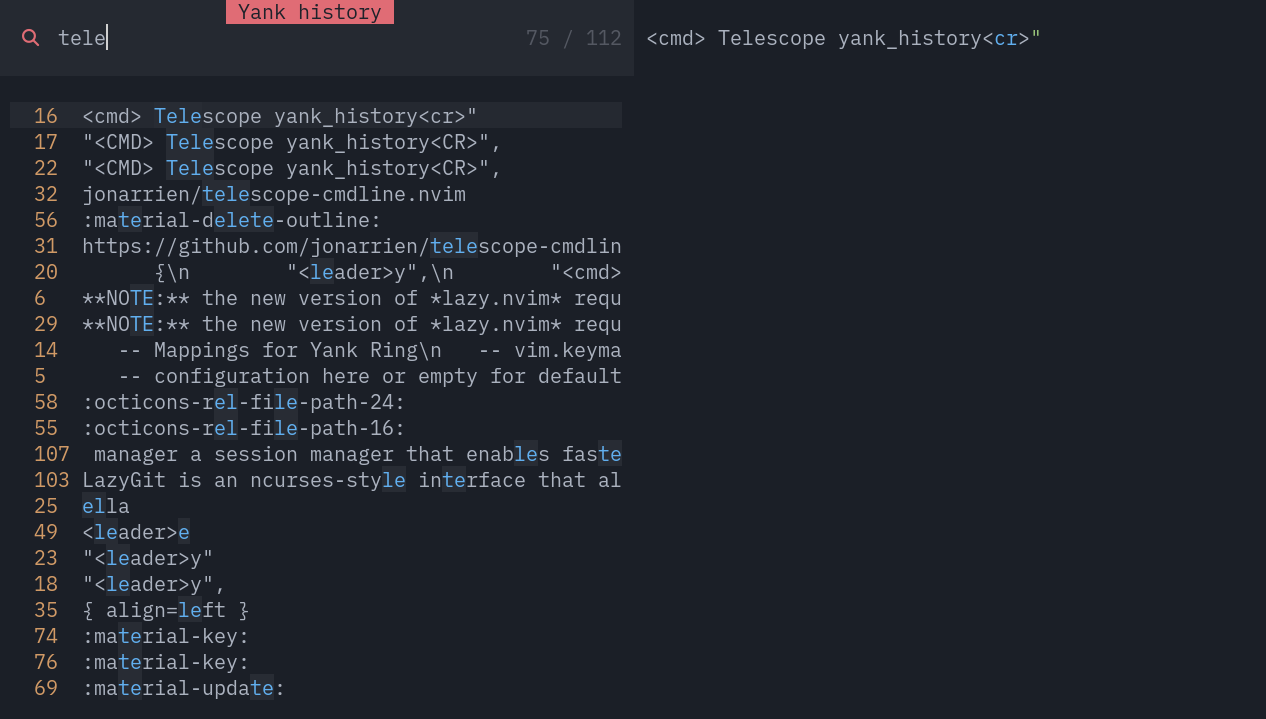 Yank history
tele
75 / 112
<cmd> Telescope yank_history<cr>"
16 <cmd> Telescope yank_history<cr>"
17 "<CMD> Telescope yank_history<CR>",
22 "<CMD> Telescope yank_history<CR>",
32 jonarrien/telescope-cmdline.nvim
56 :material-delete-outline:
31 https://github.com/jonarrien/telescope-cmdlin
20 {\n "<leader>y",\n "<cmd>
6 **NOTE:** the new version of *lazy.nvim* requ
29 **NOTE:** the new version of *lazy.nvim* requ
14 -- Mappings for Yank Ring\n -- vim.keyma
5 -- configuration here or empty for default
58 :octicons-rel-file-path-24:
55 :octicons-rel-file-path-16:
107 manager a session manager that enables faste
103 LazyGit is an ncurses-style interface that al
25 ella
49 <leader>e
23 "<leader>y"
18 "<leader>y",
35 { align=left }
74 :material-key:
76 :material-key:
69 :material-update: